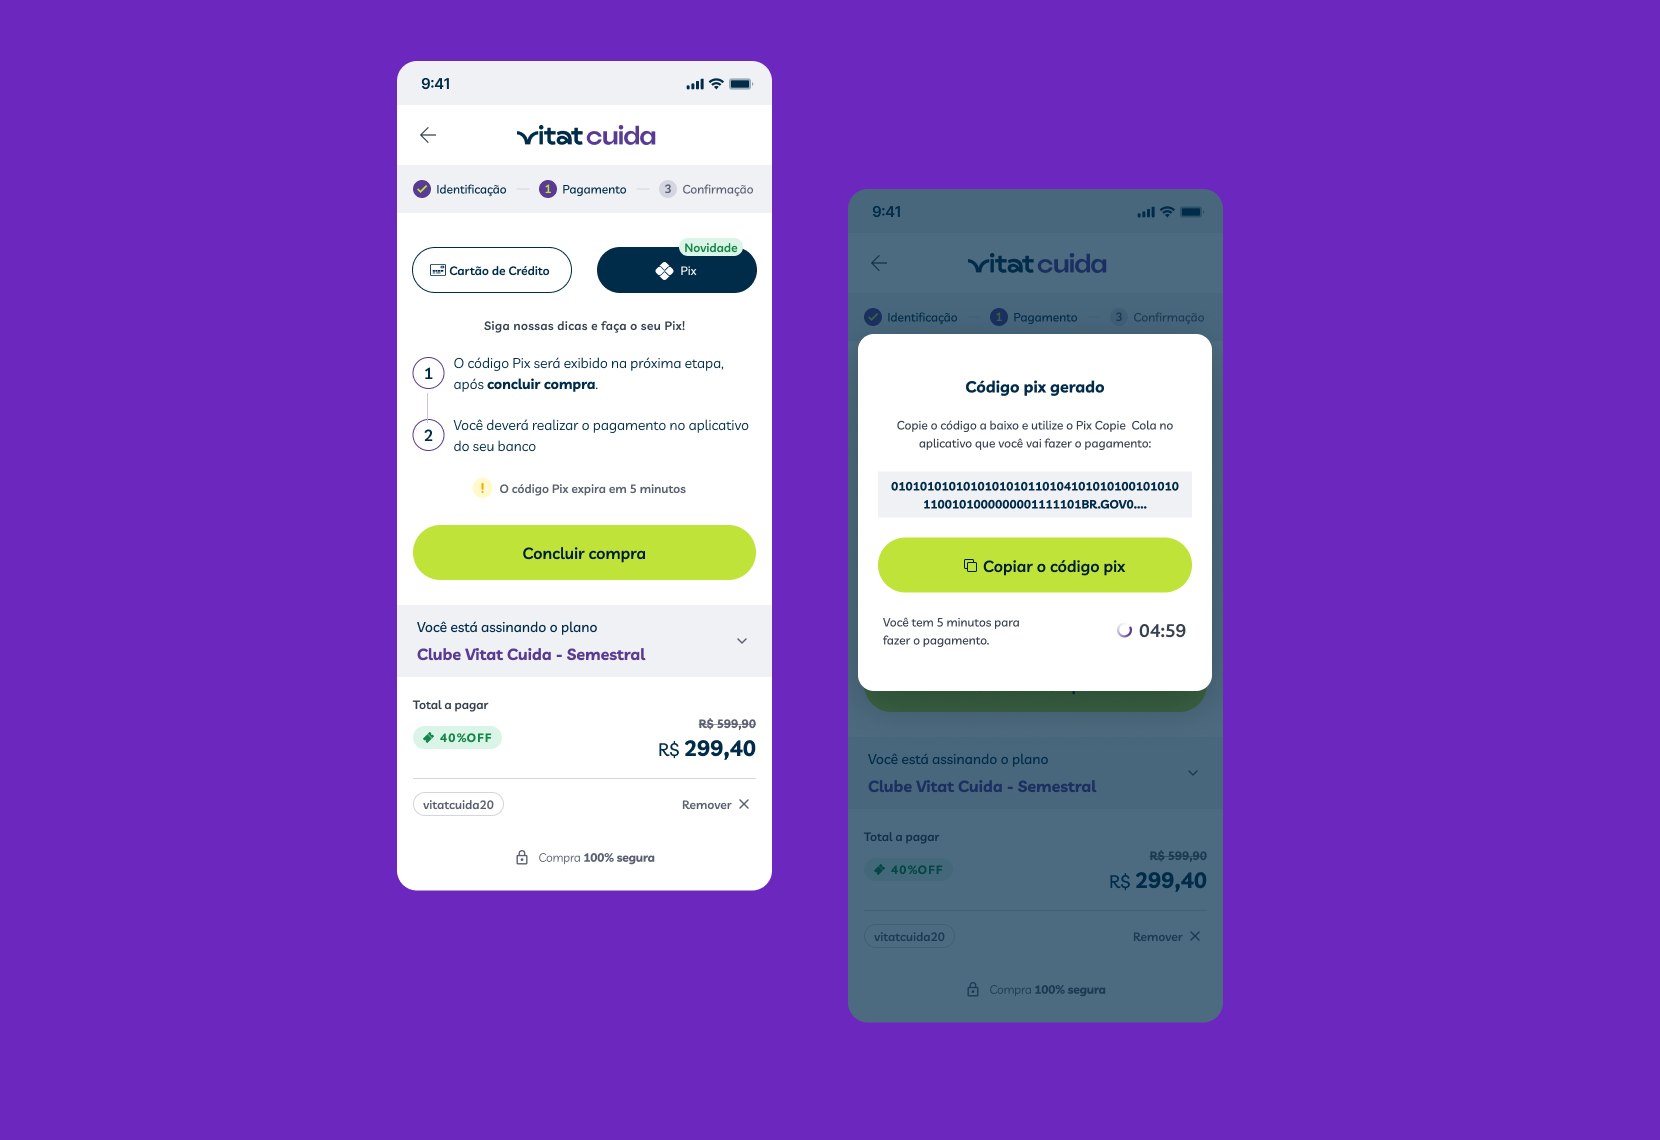 9:41
vitat cuida
Identificação
1 Pagamento
3 Confirmação
Cartão de Crédito
Novidade
Pix
Siga nossas dicas e faça o seu Pix!
1
O código Pix será exibido na próxima etapa,
após concluir compra.
2
Você deverá realizar o pagamento no aplicativo
do seu banco
! O código Pix expira em 5 minutos
Concluir compra
Você está assinando o plano
Clube Vitat Cuida - Semestral
Total a pagar
R$ 599,90
40%OFF
R$ 299,40
vitatcuida20
Remover
Compra 100% segura
9:41
vitat cuida
Identificação
1 Pagamento
3 Confirmação
Código pix gerado
Copie o código a baixo e utilize o Pix Copie  Cola no
aplicativo que você vai fazer o pagamento:
01010101010101010101101041010101001010​10
1100101000000001111101BR.GOV0....
Copiar o código pix
Você tem 5 minutos para
fazer o pagamento.
04:59
Você está assinando o plano
Clube Vitat Cuida - Semestral
Total a pagar
R$ 599,90
40%OFF
R$ 299,40
vitatcuida20
Remover
Compra 100% segura